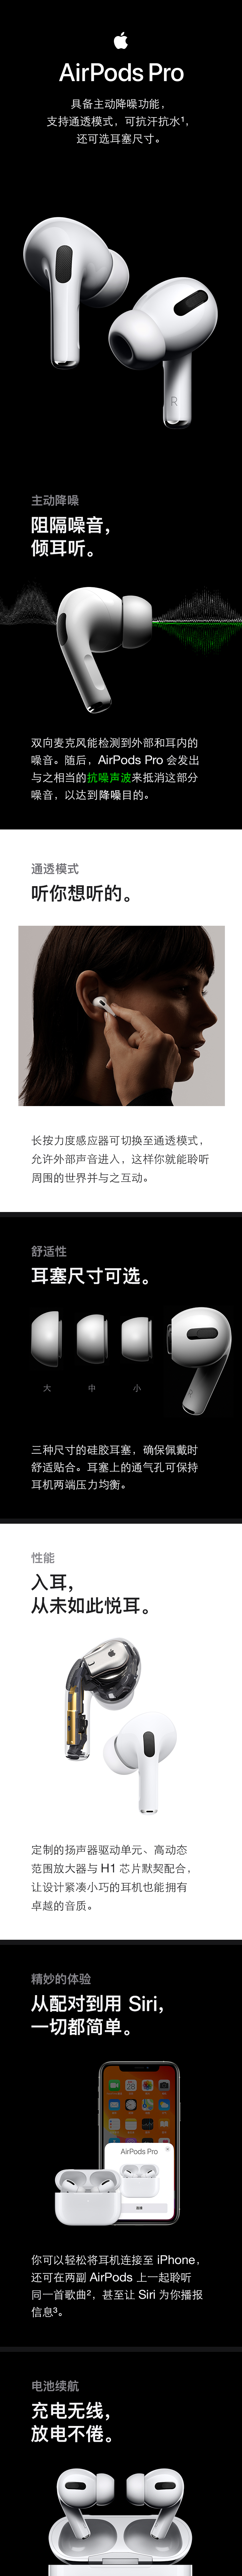 AirPods Pro
具备主动降噪功能，
支持通透模式，可抗汗抗水¹，
还可选耳塞尺寸。
R
主动降噪
阻隔噪音，
倾耳听。
双向麦克风能检测到外部和耳内的
噪音。随后，AirPods Pro 会发出
与之相当的抗噪声波来抵消这部分
噪音，以达到降噪目的。
通透模式
听你想听的。
长按力度感应器可切换至通透模式，
允许外部声音进入，这样你就能聆听
周围的世界并与之互动。
舒适性
耳塞尺寸可选。
大 中 小
三种尺寸的硅胶耳塞，确保佩戴时
舒适贴合。耳塞上的通气孔可保持
耳机两端压力均衡。
性能
入耳，
从未如此悦耳。
定制的扬声器驱动单元、高动态
范围放大器与 H1 芯片默契配合，
让设计紧凑小巧的耳机也能拥有
卓越的音质。
精妙的体验
从配对到用 Siri，
一切都简单。
AirPods Pro
你可以轻松将耳机连接至 iPhone，
还可在两副 AirPods 上一起聆听
同一首歌曲²，甚至让 Siri 为你播报
信息³。
电池续航
充电无线，
放电不倦。